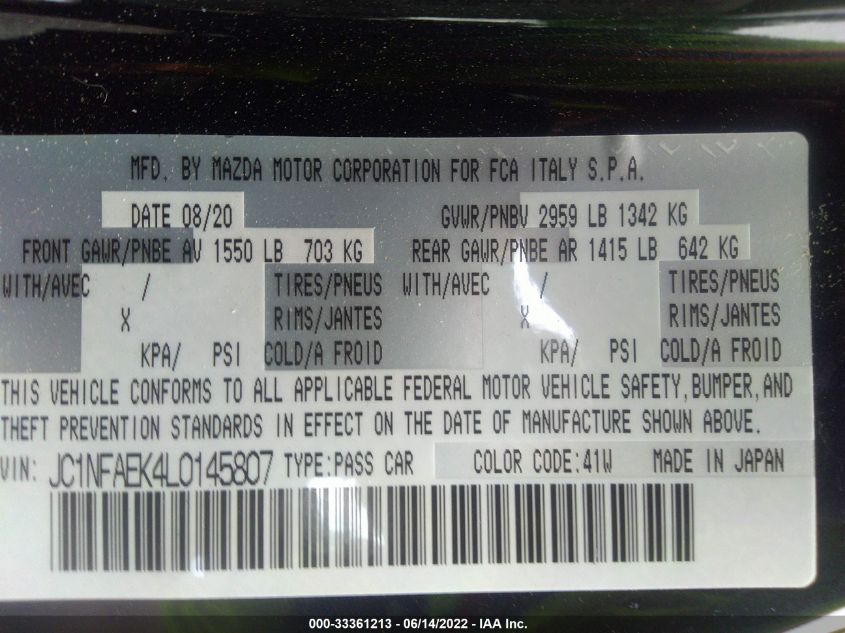 MFD. BY MAZDA MOTOR CORPORATION FOR FCA ITALY S.P.A.
DATE 08/20 GVWR/PNBV 2959 LB 1342 KG
FRONT GAWR/PNBE AV 1550 LB 703 KG REAR GAWR/PNBE AR 1415 LB 642 KG
WITH/AVEC / TIRES/PNEUS WITH/AVEC / TIRES/PNEUS
X RIMS/JANTES X RIMS/JANTES
KPA/ PSI COLD/A FROID KPA/ PSI COLD/A FROID
THIS VEHICLE CONFORMS TO ALL APPLICABLE FEDERAL MOTOR VEHICLE SAFETY,BUMPER,AND
THEFT PREVENTION STANDARDS IN EFFECT ON THE DATE OF MANUFACTURE SHOWN ABOVE.
VIN: JC1NFAEK4L0145807 TYPE:PASS CAR COLOR CODE:41W MADE IN JAPAN
000-33361213 - 06/14/2022 - IAA Inc.